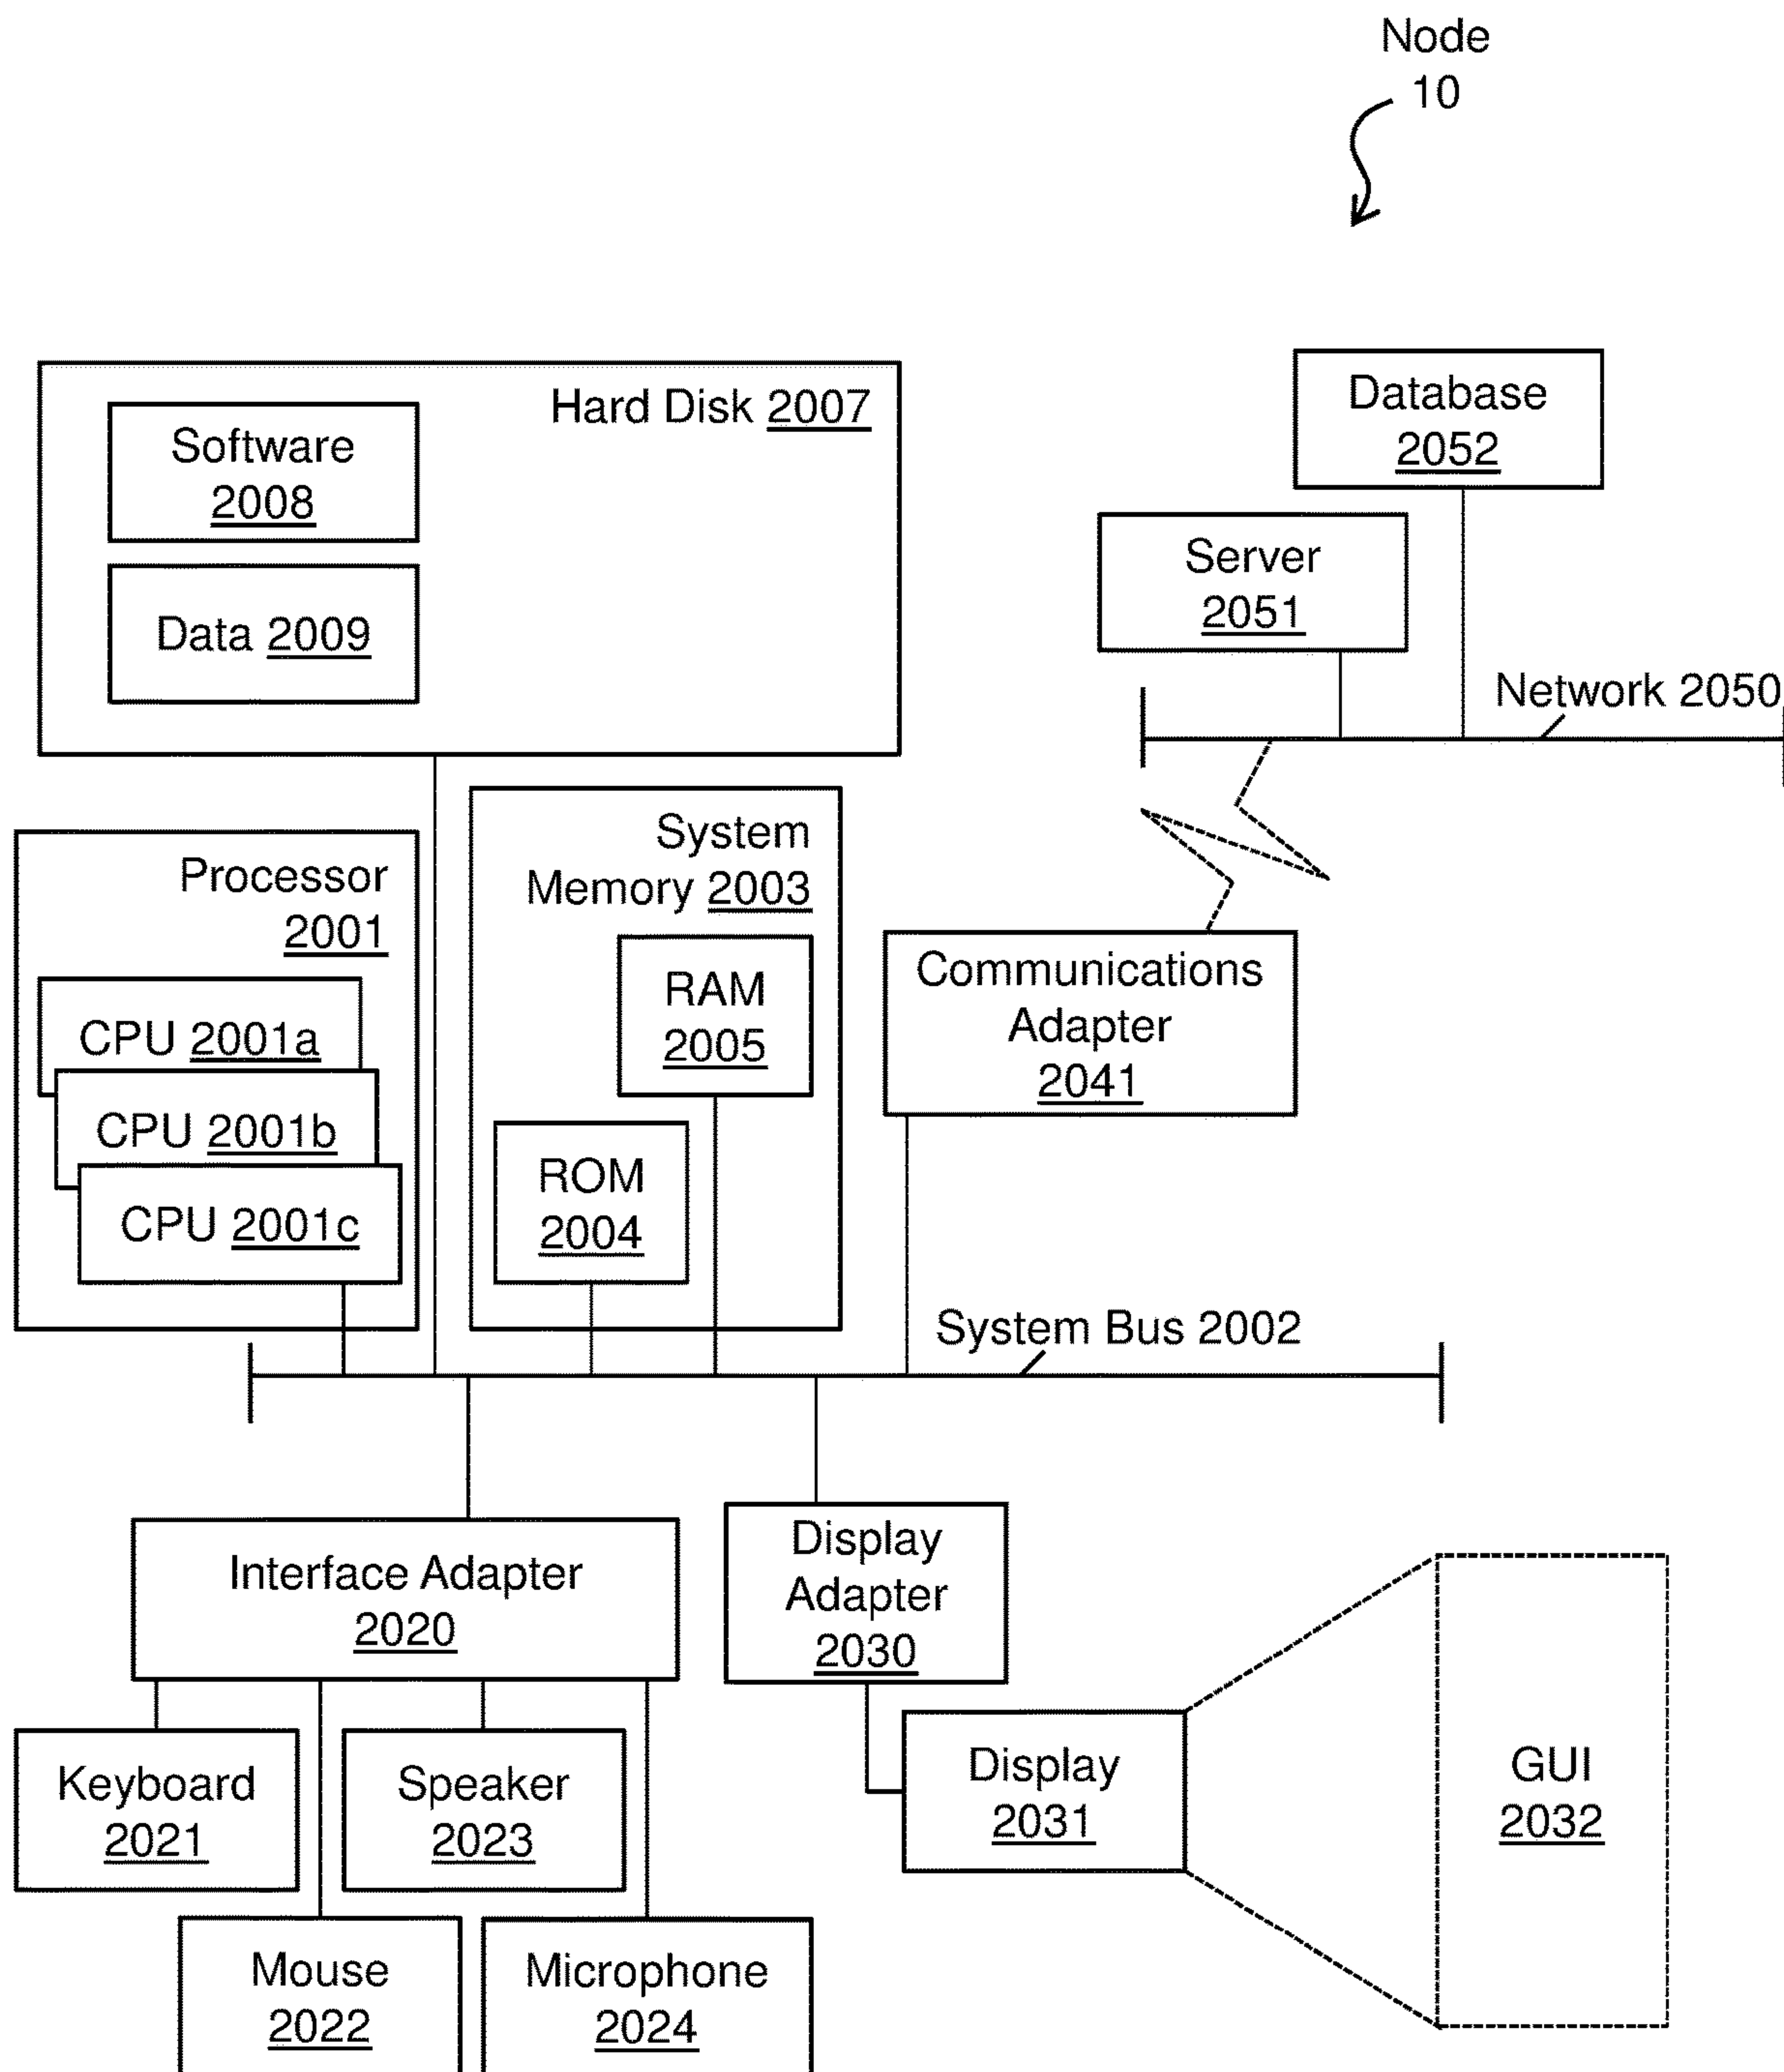 Node
10
Hard Disk 2007
Software
2008
Data 2009
Database
2052
Server
2051
Network 2050
Processor
2001
CPU 2001a
CPU 2001b
CPU 2001c
System
Memory 2003
RAM
2005
ROM
2004
Communications
Adapter
2041
System Bus 2002
Interface Adapter
2020
Display
Adapter
2030
Keyboard
2021
Speaker
2023
Display
2031
GUI
2032
Mouse
2022
Microphone
2024